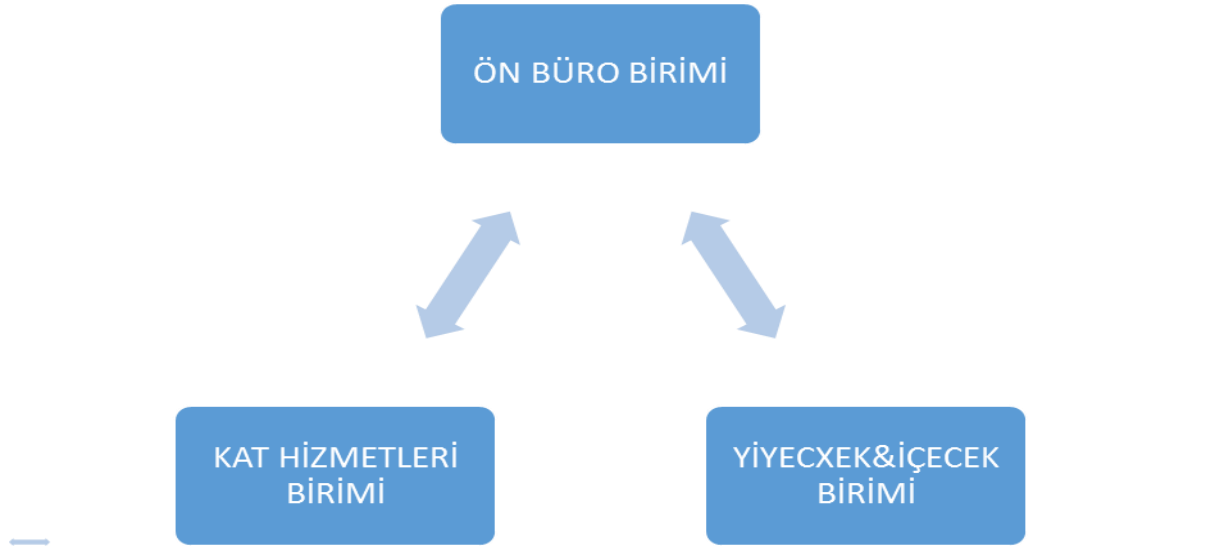 ÖN BÜRO BİRİMİ
KAT HİZMETLERİ
BİRİMİ
YİYECXEK&İÇECEK
BİRİMİ